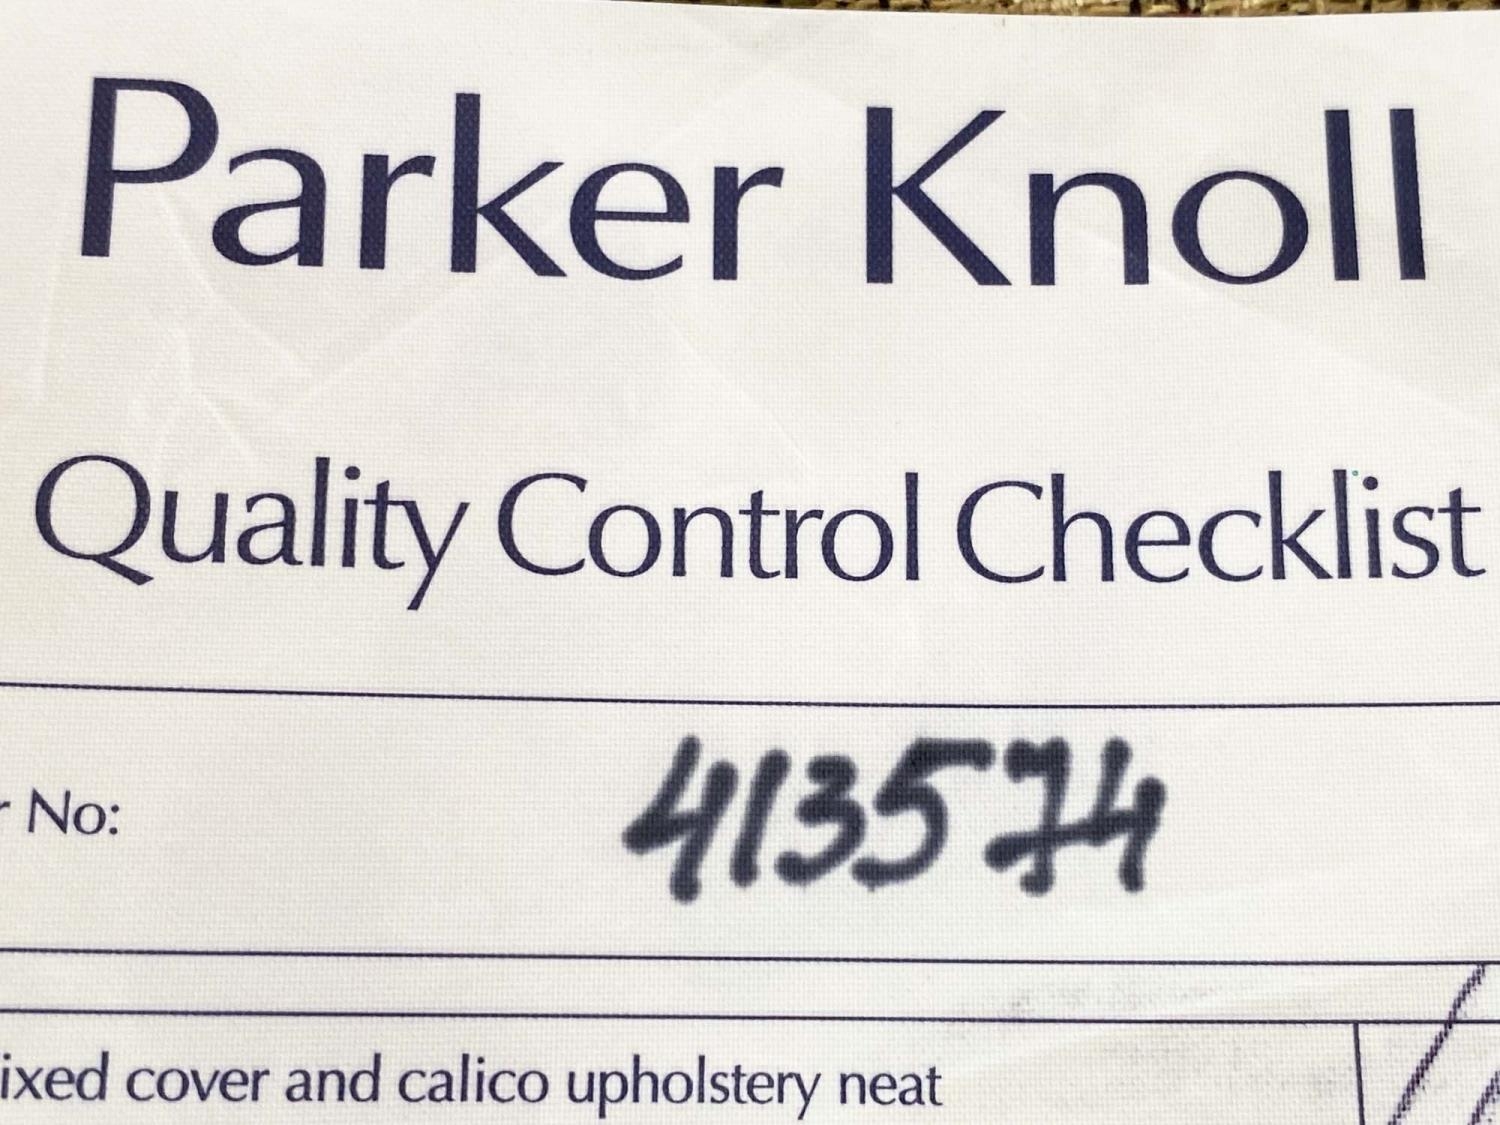 Parker Knoll
Quality Control Checklist
r No: 413574
ixed cover and calico upholstery neat